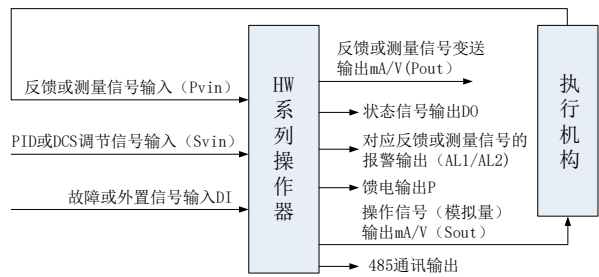 反馈或测量信号输入（Pvin）
PID或DCS调节信号输入（Svin）
故障或外置信号输入DI
HW
系
列
操
作
器
反馈或测量信号变送
输出mA/V(Pout)
状态信号输出DO
对应反馈或测量信号的
报警输出（AL1/AL2)
馈电输出P
操作信号（模拟量）
输出mA/V（Sout）
485通讯输出
执
行
机
构